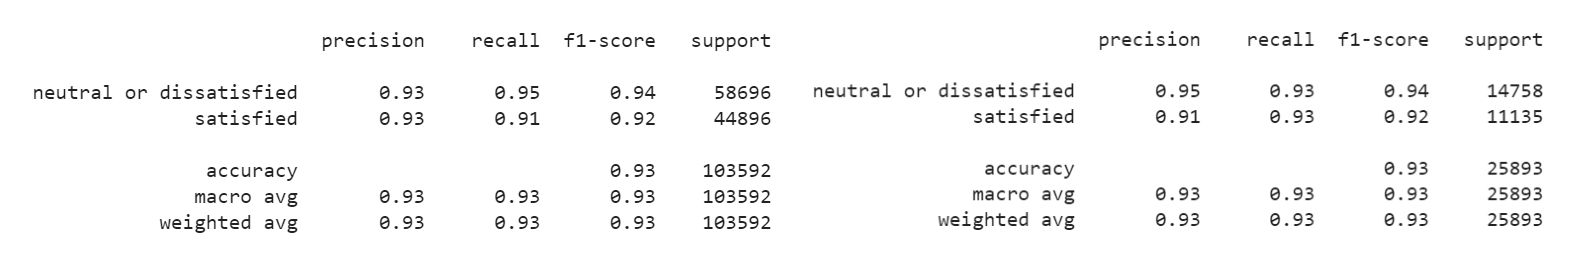 precision recall f1-score support
neutral or dissatisfied 0.93 0.95 0.94 58696
satisfied 0.93 0.91 0.92 44896
accuracy 0.93 103592
macro avg 0.93 0.93 0.93 103592
weighted avg 0.93 0.93 0.93 103592
precision recall f1-score support
neutral or dissatisfied 0.95 0.93 0.94 14758
satisfied 0.91 0.93 0.92 11135
accuracy 0.93 25893
macro avg 0.93 0.93 0.93 25893
weighted avg 0.93 0.93 0.93 25893